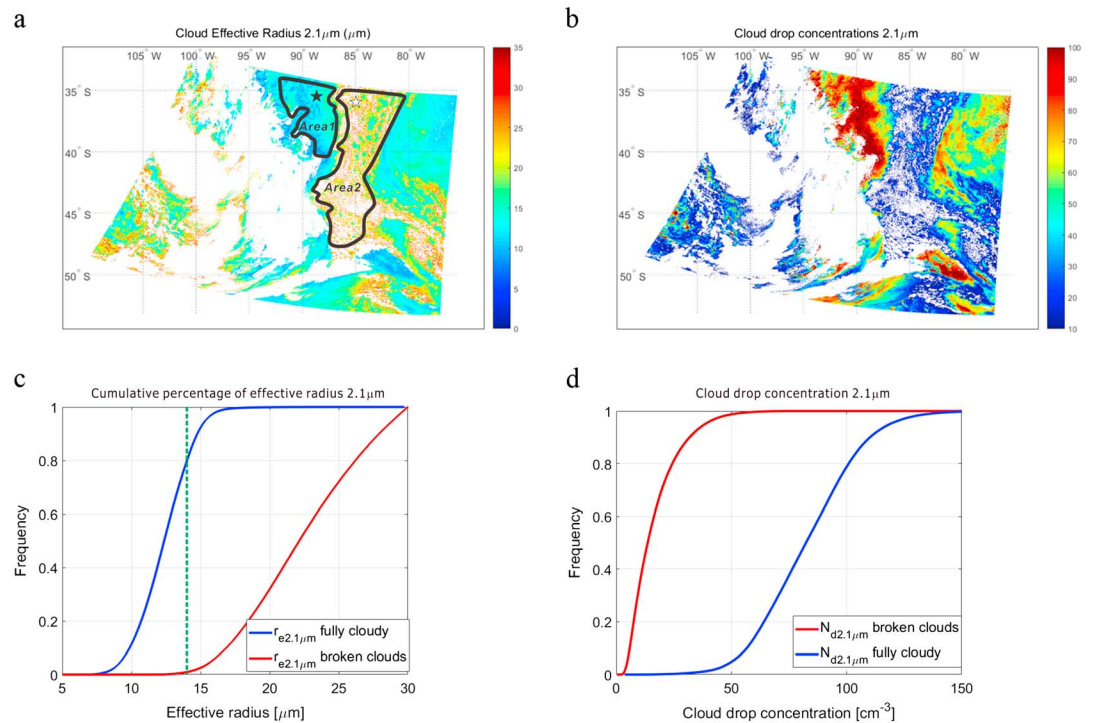 a
Cloud Effective Radius 2.1μm (μm)
105° W
100° W
95° W
90° W
85° W
80° W
35° S
40° S
45° S
50° S
Area1
Area2
35
30
25
20
15
10
5
0
b
Cloud drop concentrations 2.1μm
105° W
100° W
95° W
90° W
85° W
80° W
35° S
40° S
45° S
50° S
100
90
80
70
60
50
40
30
20
10
c
Cumulative percentage of effective radius 2.1μm
Frequency
1
0.8
0.6
0.4
0.2
0
5
10
15
20
25
30
Effective radius [μm]
re2.1μm fully cloudy
re2.1μm broken clouds
d
Cloud drop concentration 2.1μm
Frequency
1
0.8
0.6
0.4
0.2
0
0
50
100
150
Cloud drop concentration [cm-3]
Nd2.1μm broken clouds
Nd2.1μm fully cloudy